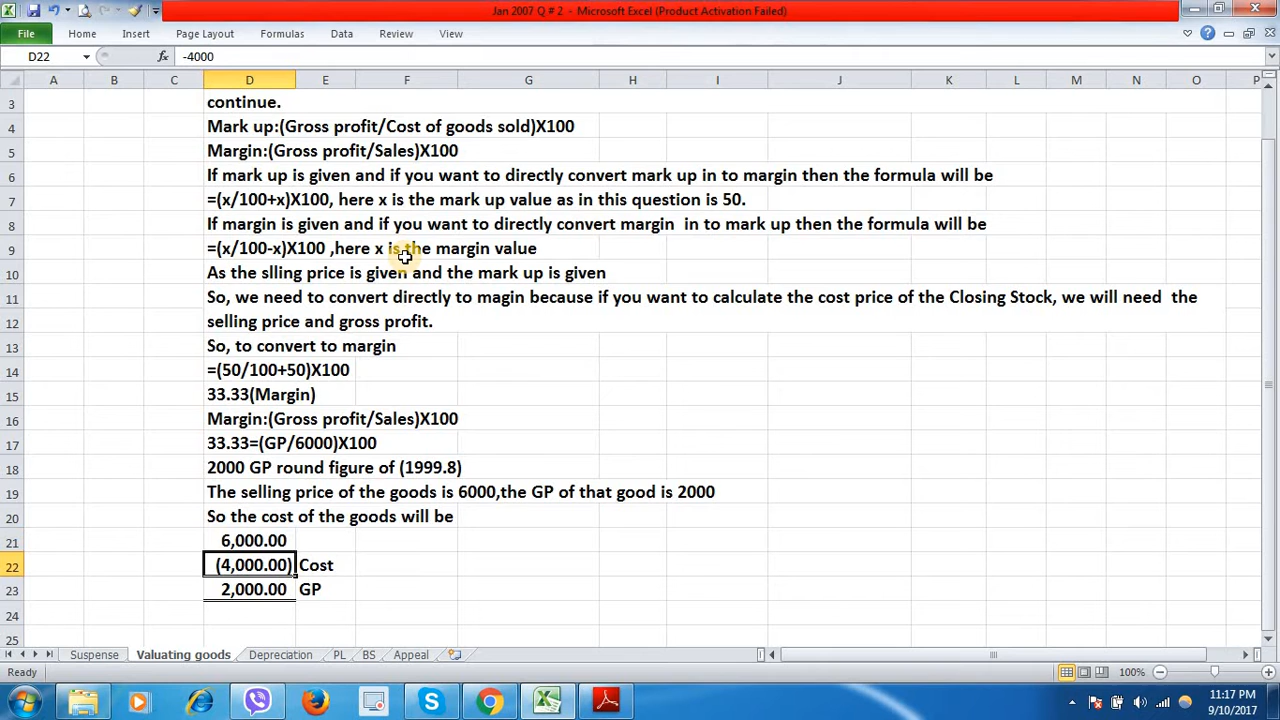 Jan 2007 Q # 2 - Microsoft Excel (Product Activation Failed)
File Home Insert Page Layout Formulas Data Review View
D22 fx -4000
A B C D E F G H I J K L M N O P
3 continue.
4 Mark up:(Gross profit/Cost of goods sold)X100
5 Margin:(Gross profit/Sales)X100
6 If mark up is given and if you want to directly convert mark up in to margin then the formula will be
7 =(x/100+x)X100, here x is the mark up value as in this question is 50.
8 If margin is given and if you want to directly convert margin in to mark up then the formula will be
9 =(x/100-x)X100 ,here x is the margin value
10 As the slling price is given and the mark up is given
11 So, we need to convert directly to magin because if you want to calculate the cost price of the Closing Stock, we will need the
12 selling price and gross profit.
13 So, to convert to margin
14 =(50/100+50)X100
15 33.33(Margin)
16 Margin:(Gross profit/Sales)X100
17 33.33=(GP/6000)X100
18 2000 GP round figure of (1999.8)
19 The selling price of the goods is 6000,the GP of that good is 2000
20 So the cost of the goods will be
21 6,000.00
22 (4,000.00) Cost
23 2,000.00 GP
24
25
Suspense Valuating goods Depreciation PL BS Appeal
Ready 100%
11:17 PM
9/10/2017